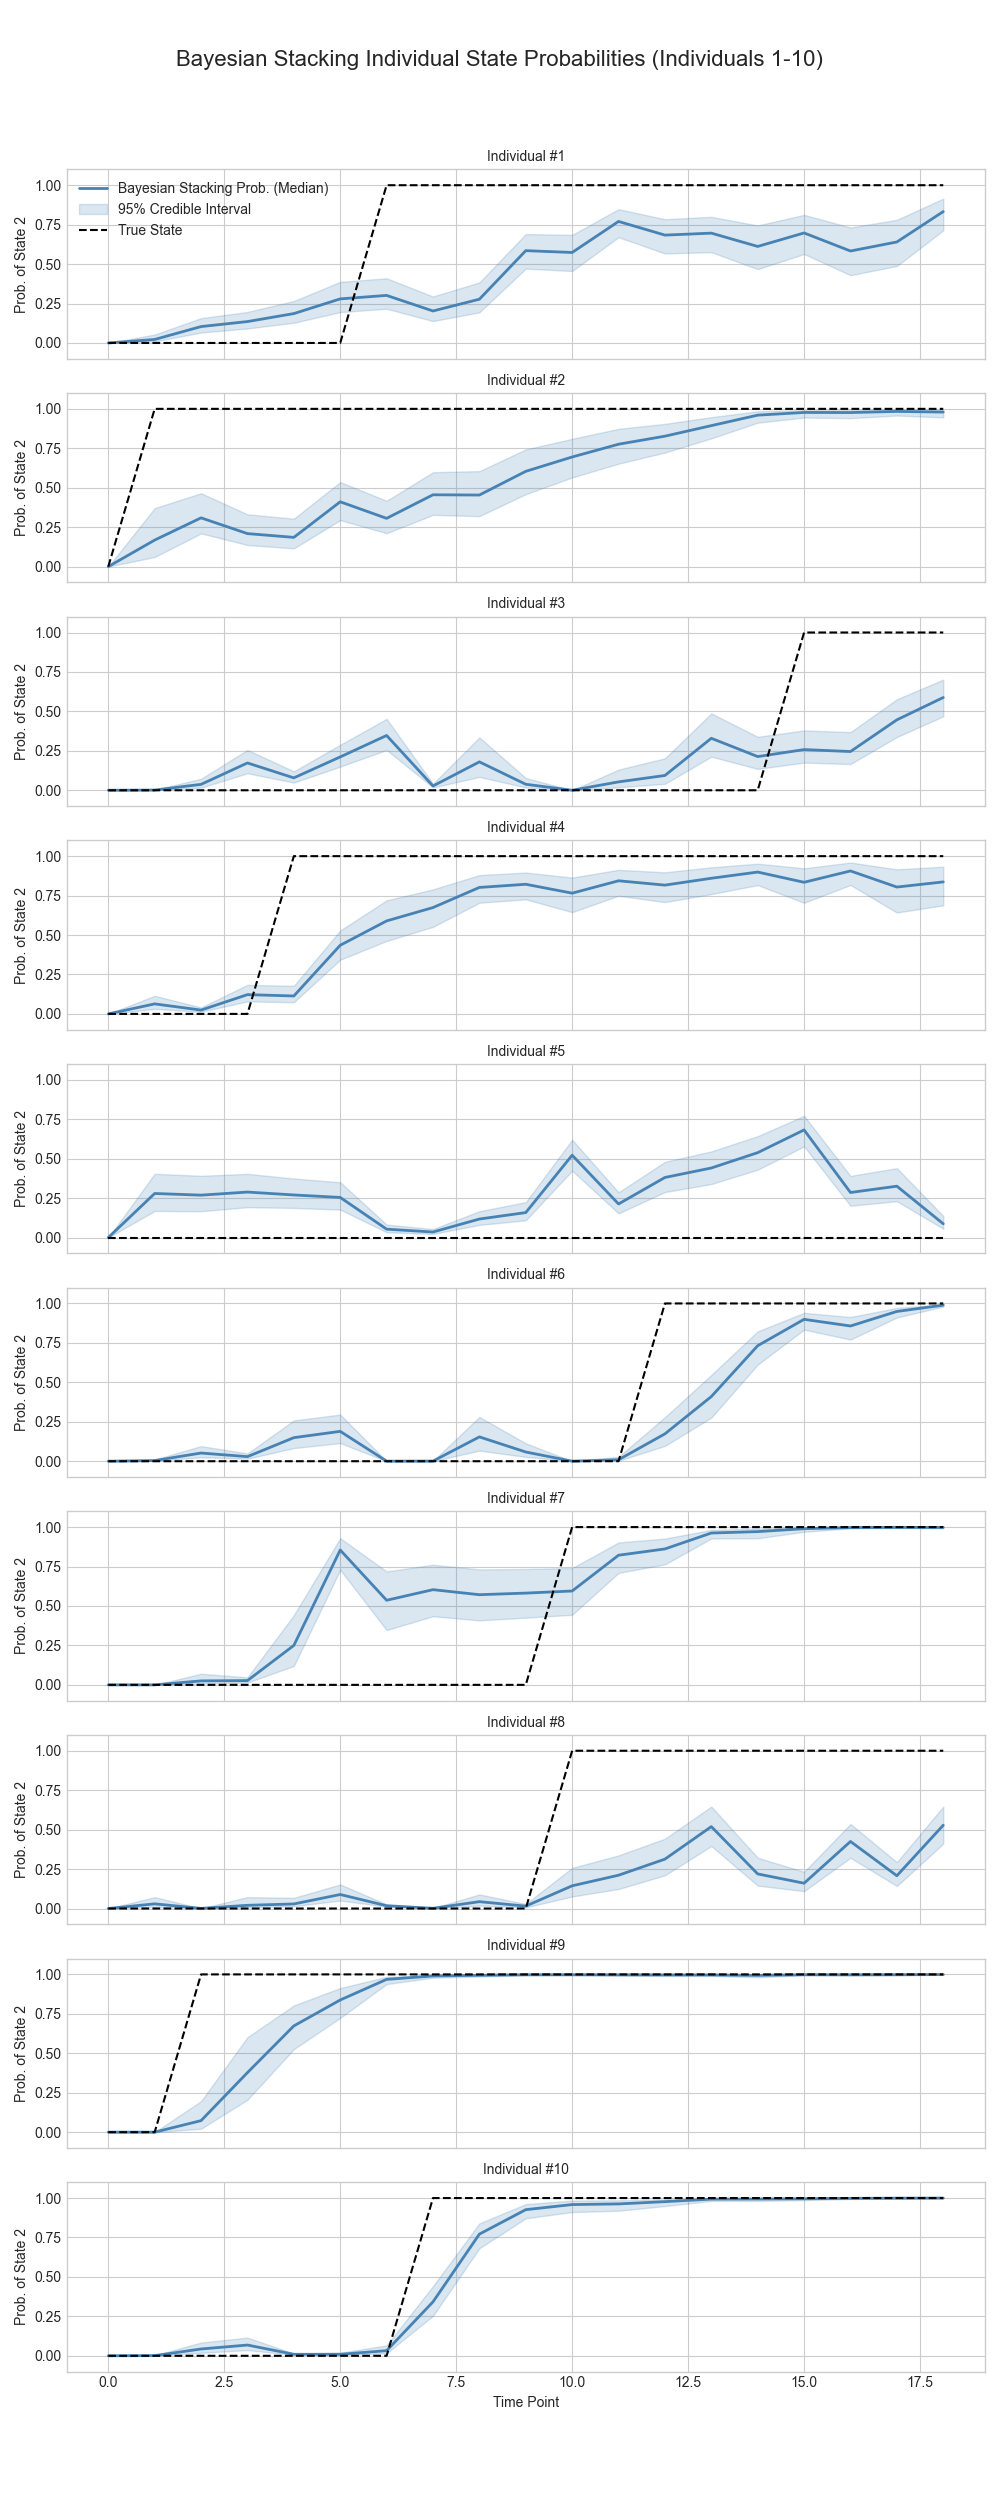 Bayesian Stacking Individual State Probabilities (Individuals 1-10)
Individual #1
Bayesian Stacking Prob. (Median)
95% Credible Interval
True State
1.00
0.75
0.50
0.25
0.00
Prob. of State 2
Individual #2
1.00
0.75
0.50
0.25
0.00
Prob. of State 2
Individual #3
1.00
0.75
0.50
0.25
0.00
Prob. of State 2
Individual #4
1.00
0.75
0.50
0.25
0.00
Prob. of State 2
Individual #5
1.00
0.75
0.50
0.25
0.00
Prob. of State 2
Individual #6
1.00
0.75
0.50
0.25
0.00
Prob. of State 2
Individual #7
1.00
0.75
0.50
0.25
0.00
Prob. of State 2
Individual #8
1.00
0.75
0.50
0.25
0.00
Prob. of State 2
Individual #9
1.00
0.75
0.50
0.25
0.00
Prob. of State 2
Individual #10
1.00
0.75
0.50
0.25
0.00
Prob. of State 2
0.0 2.5 5.0 7.5 10.0 12.5 15.0 17.5
Time Point